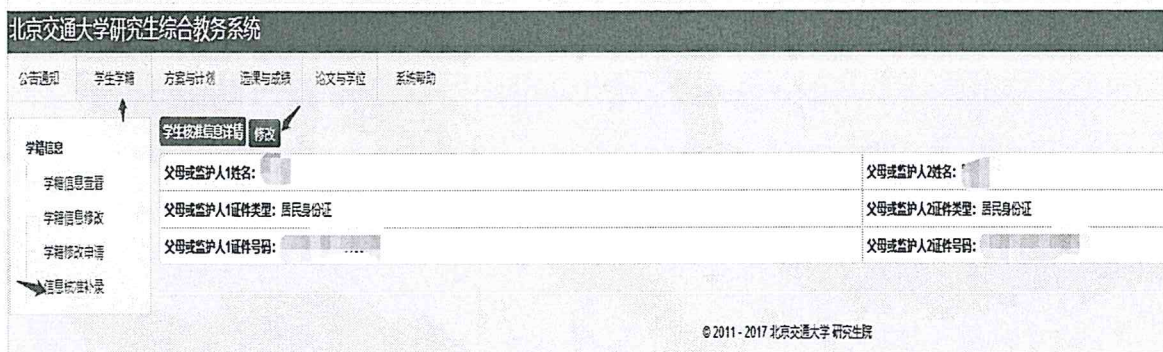 北京交通大学研究生综合教务系统
公告通知 学生学籍 方案与计划 选课与成绩 论文与学位 系统帮助
学籍信息
学籍信息查看
学籍信息修改
学籍修改申请
信息核准补录
学生核准信息详情 修改
父母或监护人1姓名: 父母或监护人2姓名:
父母或监护人1证件类型: 居民身份证 父母或监护人2证件类型: 居民身份证
父母或监护人1证件号码: 父母或监护人2证件号码:
© 2011 - 2017 北京交通大学 研究生院